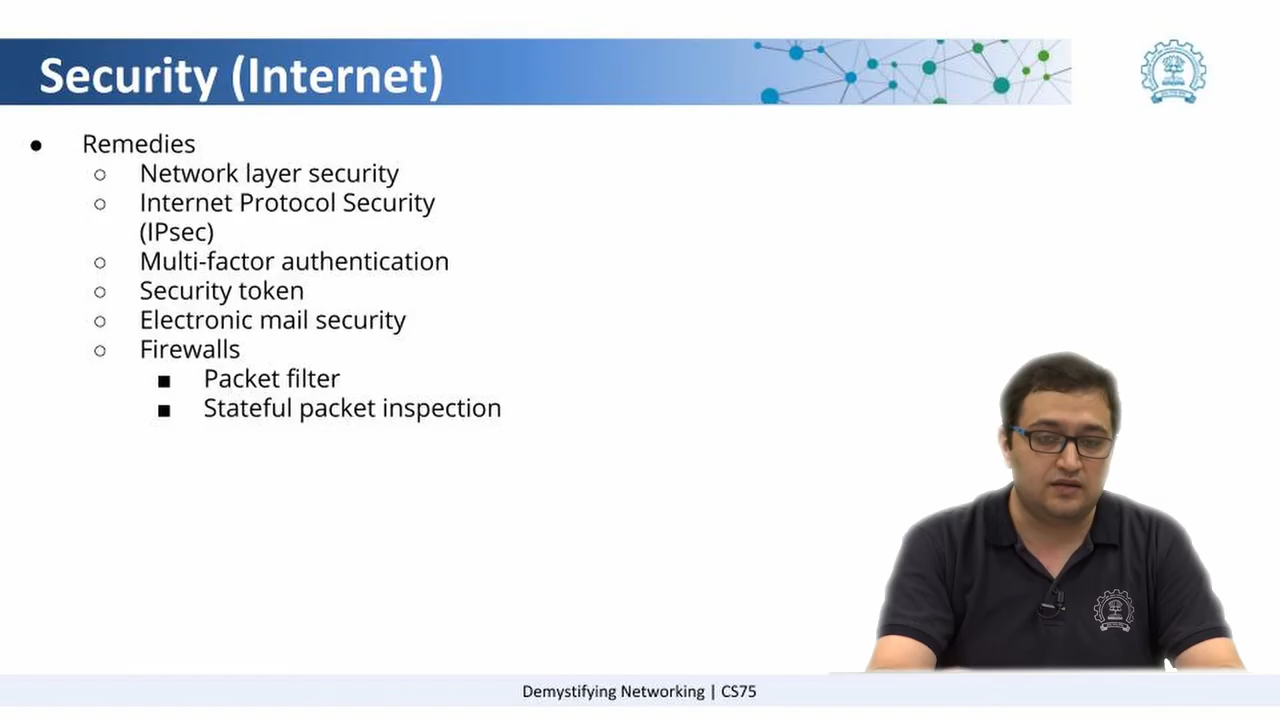 Security (Internet)
● Remedies
○ Network layer security
○ Internet Protocol Security
(IPsec)
○ Multi-factor authentication
○ Security token
○ Electronic mail security
○ Firewalls
■ Packet filter
■ Stateful packet inspection
Demystifying Networking | CS75